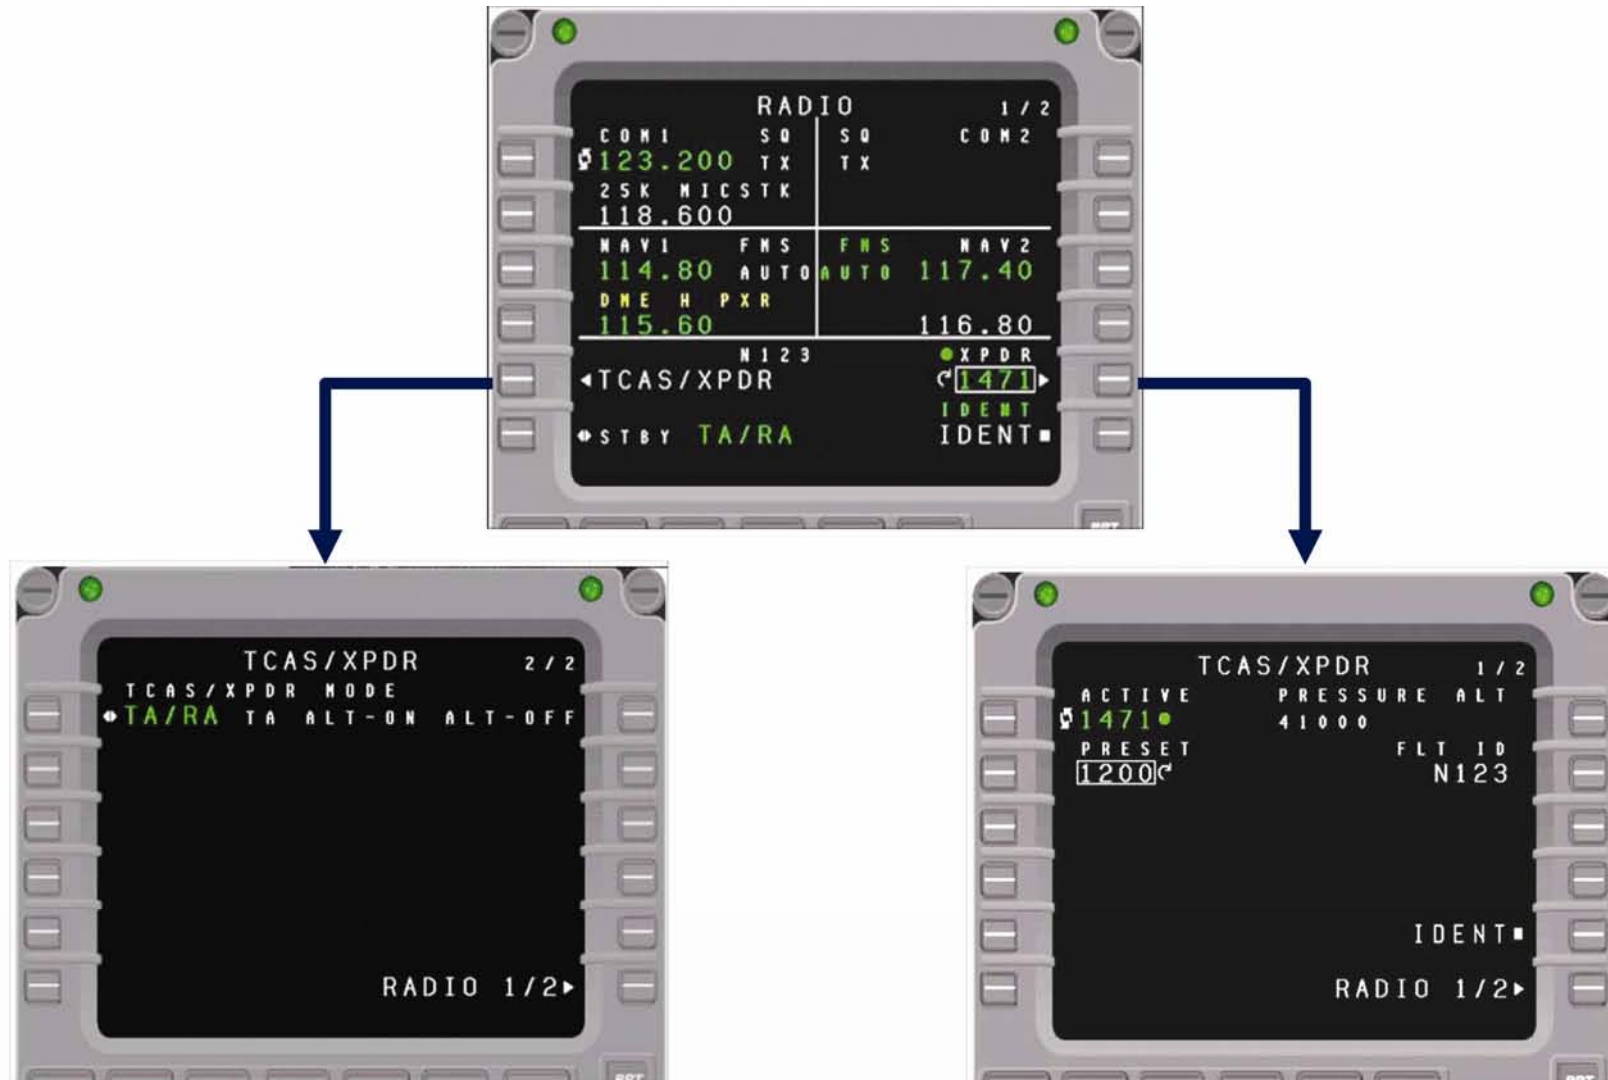 RADIO 1/2
COM1 SQ SQ COM2
123.200 TX TX
25K MICSTK
118.600
NAV1 FMS FMS NAV2
114.80 AUTO AUTO 117.40
DME H PXR
115.60 116.80
N123 XPDR
TCAS/XPDR 1471
IDENT
STBY TA/RA IDENT
TCAS/XPDR 2/2
TCAS/XPDR MODE
TA/RA TA ALT-ON ALT-OFF
RADIO 1/2
TCAS/XPDR 1/2
ACTIVE PRESSURE ALT
1471 41000
PRESET FLT ID
1200 N123
IDENT
RADIO 1/2